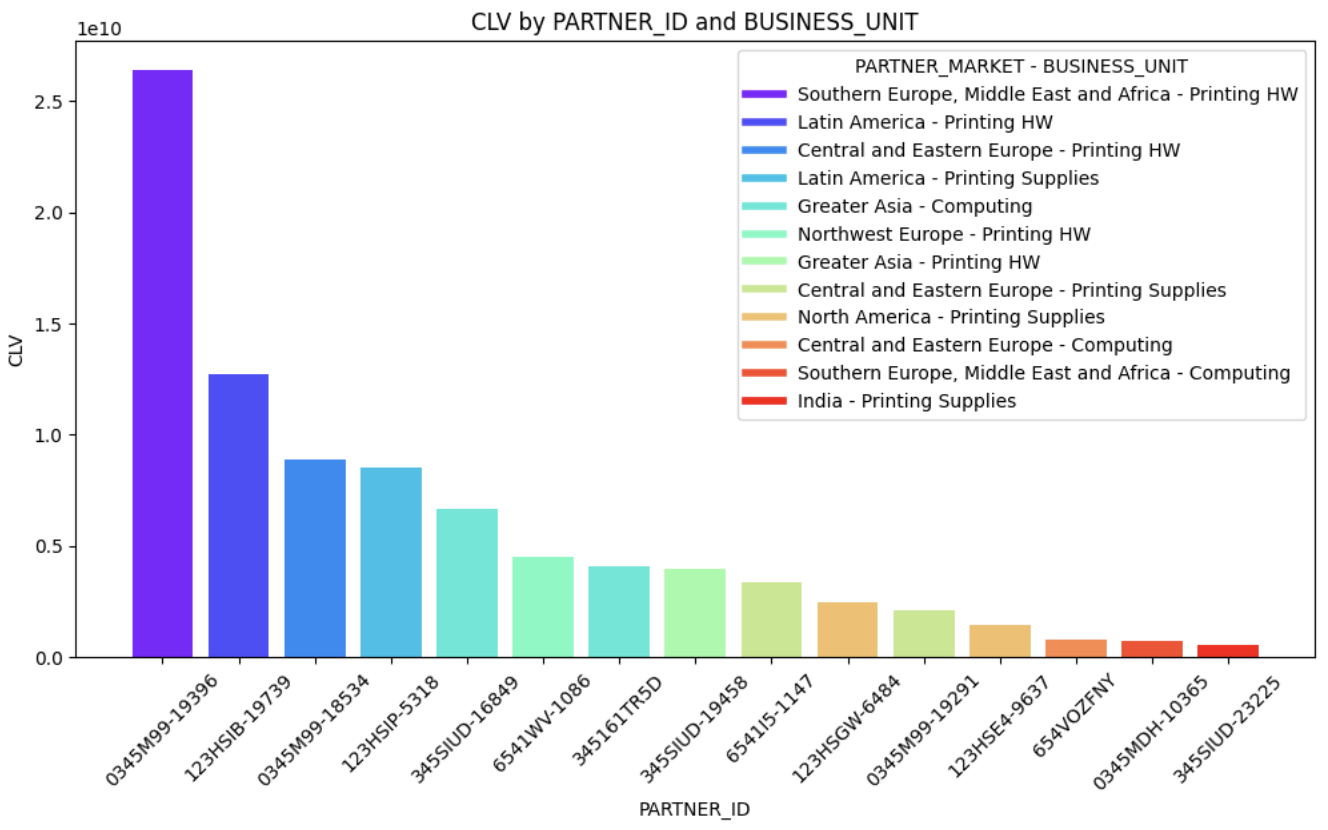 CLV by PARTNER_ID and BUSINESS_UNIT
1e10
PARTNER_MARKET - BUSINESS_UNIT
Southern Europe, Middle East and Africa - Printing HW
Latin America - Printing HW
Central and Eastern Europe - Printing HW
Latin America - Printing Supplies
Greater Asia - Computing
Northwest Europe - Printing HW
Greater Asia - Printing HW
Central and Eastern Europe - Printing Supplies
North America - Printing Supplies
Central and Eastern Europe - Computing
Southern Europe, Middle East and Africa - Computing
India - Printing Supplies
2.5
2.0
1.5
1.0
0.5
0.0
CLV
0345M99-19396
123HSIB-19739
0345M99-18534
123HSIP-5318
345SIUD-16849
6541WV-1086
345161TR5D
345SIUD-19458
6541I5-1147
123HSGW-6484
0345M99-19291
123HSE4-9637
654VOZFNY
0345MDH-10365
345SIUD-23225
PARTNER_ID